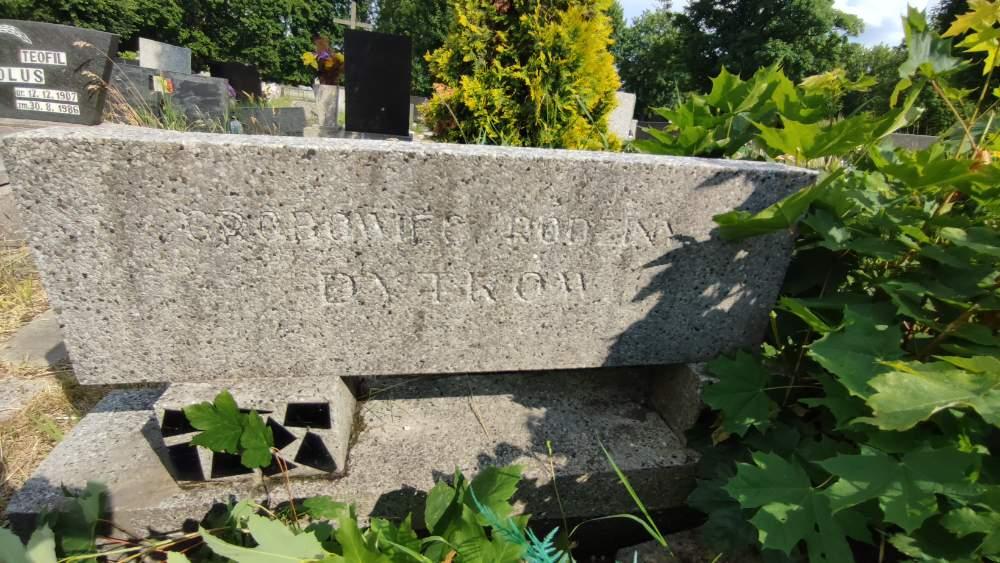 TEOFIL
OLUS
ur. 12.12.1907
zm. 30.8.1986
GROBOWIEC RODZINY
DYTKÓW